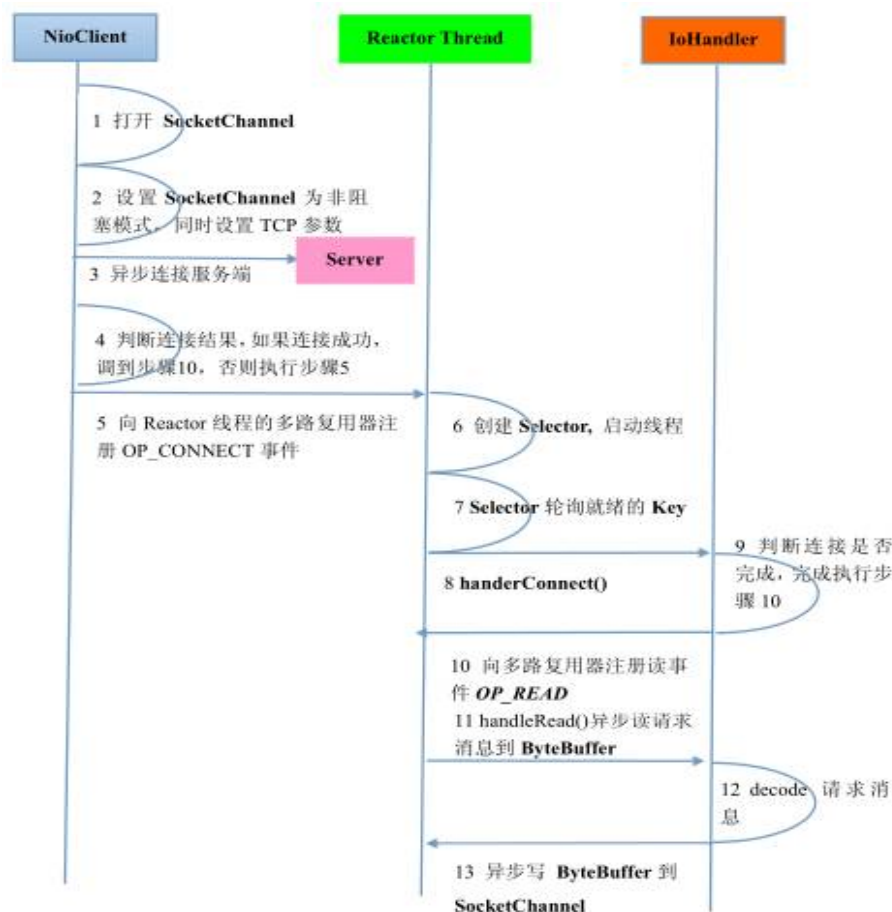 NioClient
Reactor Thread
IoHandler
1 打开 SocketChannel
2 设置 SocketChannel 为非阻
塞模式，同时设置 TCP 参数
Server
3 异步连接服务端
4 判断连接结果，如果连接成功，
调到步骤10，否则执行步骤5
5 向 Reactor 线程的多路复用器注
册 OP_CONNECT 事件
6 创建 Selector, 启动线程
7 Selector 轮询就绪的 Key
8 handerConnect()
9 判断连接是否
完成，完成执行步
骤 10
10 向多路复用器注册读事
件 OP_READ
11 handleRead()异步读请求
消息到 ByteBuffer
12 decode 请求消
息
13 异步写 ByteBuffer 到
SocketChannel